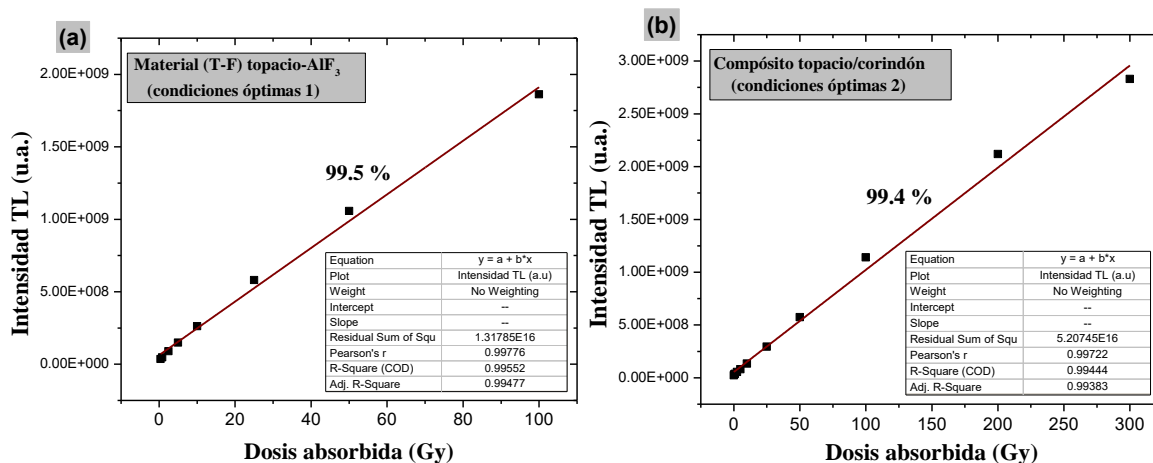 (a)
Material (T-F) topacio-AlF₃
(condiciones óptimas 1)
Intensidad TL (u.a.)
2.00E+009
1.50E+009
1.00E+009
5.00E+008
0.00E+000
99.5 %
Equation y = a + b*x
Plot Intensidad TL (a.u)
Weight No Weighting
Intercept --
Slope --
Residual Sum of Squ 1.31785E16
Pearson's r 0.99776
R-Square (COD) 0.99552
Adj. R-Square 0.99477
0 20 40 60 80 100
Dosis absorbida (Gy)
(b)
Compósito topacio/corindón
(condiciones óptimas 2)
Intensidad TL (u.a.)
3.00E+009
2.50E+009
2.00E+009
1.50E+009
1.00E+009
5.00E+008
0.00E+000
99.4 %
Equation y = a + b*x
Plot Intensidad TL (a.u)
Weight No Weighting
Intercept --
Slope --
Residual Sum of Squ 5.20745E16
Pearson's r 0.99722
R-Square (COD) 0.99444
Adj. R-Square 0.99383
0 50 100 150 200 250 300
Dosis absorbida (Gy)